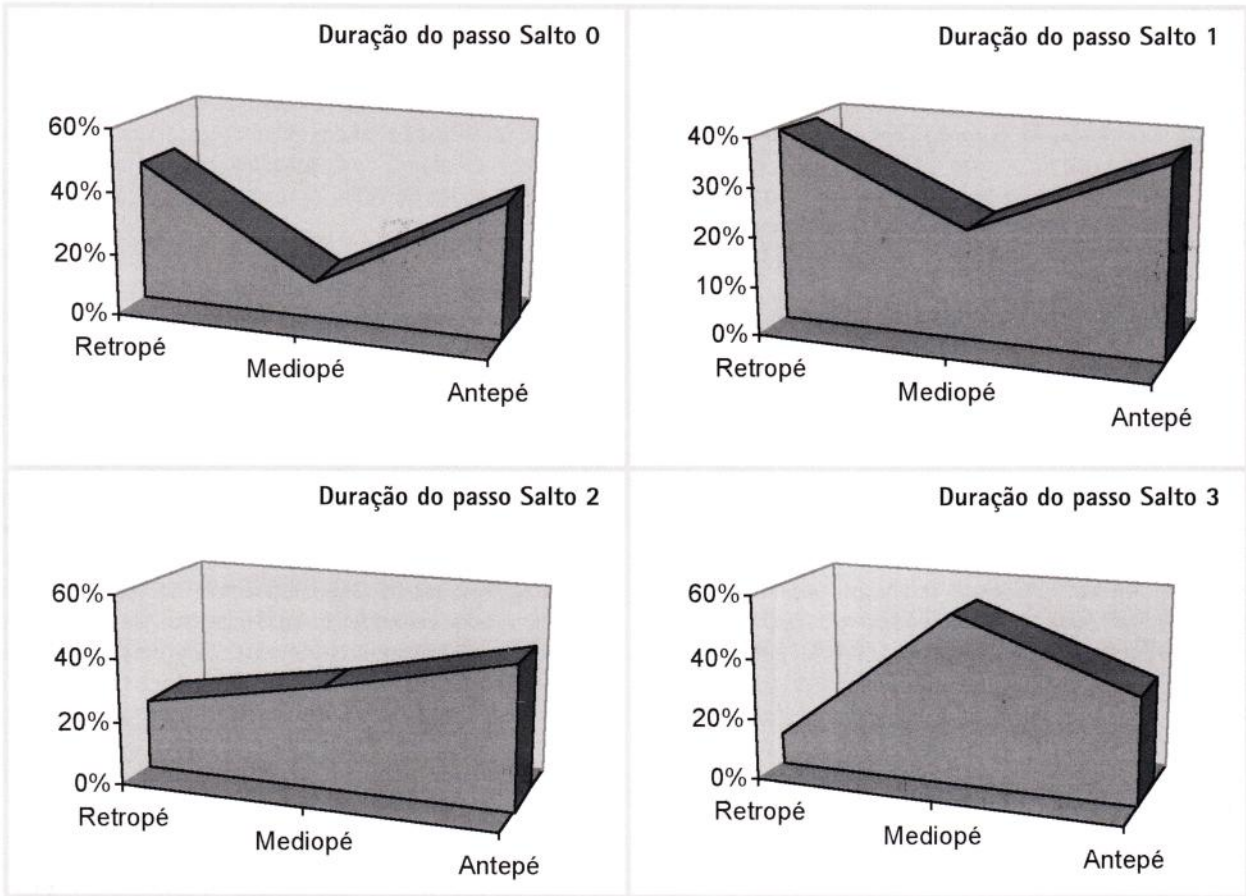 Duração do passo Salto 0
60%
40%
20%
0%
Retropé
Mediopé
Antepé
Duração do passo Salto 1
40%
30%
20%
10%
0%
Retropé
Mediopé
Antepé
Duração do passo Salto 2
60%
40%
20%
0%
Retropé
Mediopé
Antepé
Duração do passo Salto 3
60%
40%
20%
0%
Retropé
Mediopé
Antepé